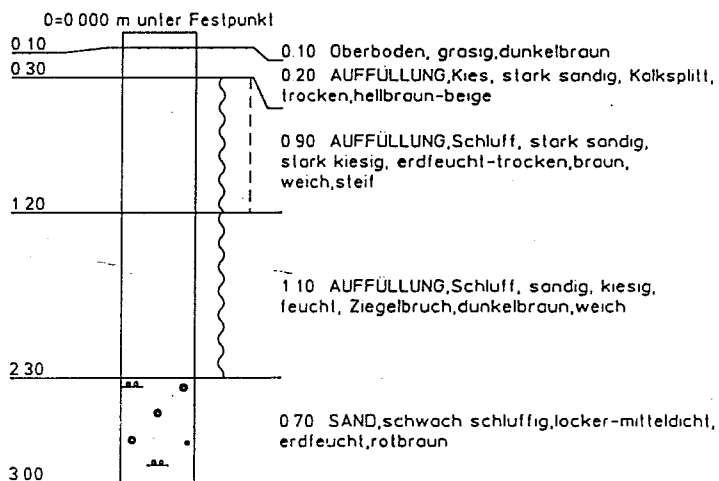 0=0 000 m unter Festpunkt
0 10
0 10 Oberboden, grasig,dunkelbraun
0 30
0 20 AUFFÜLLUNG,Kies, stark sandig, Kalksplitt,
trocken,hellbraun-beige
0 90 AUFFÜLLUNG,Schluff, stark sandig,
stark kiesig, erdfeucht-trocken,braun,
weich,steif
1 20
1 10 AUFFÜLLUNG,Schluff, sandig, kiesig,
feucht, Ziegelbruch,dunkelbraun,weich
2 30
0 70 SAND,schwach schluffig,locker-mitteldicht,
erdfeucht,rotbraun
3 00